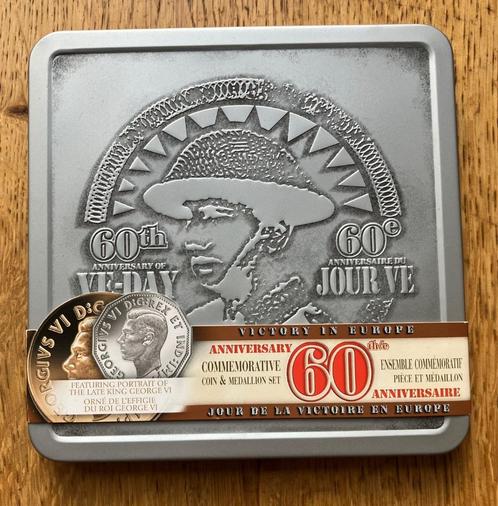 60th
ANNIVERSARY OF
VE-DAY
60e
ANNIVERSAIRE DU
JOUR VE
VICTORY IN EUROPE
ANNIVERSARY
COMMEMORATIVE
COIN & MEDALLION SET
60th/e
ENSEMBLE COMMÉMORATIF
PIÈCE ET MÉDAILLON
ANNIVERSAIRE
JOUR DE LA VICTOIRE EN EUROPE
GEORGIVS VI D:G
GEORGIVS VI D:G:REX ET IND:IMP
FEATURING PORTRAIT OF
THE LATE KING GEORGE VI
ORNÉ DE L'EFFIGIE
DU ROI GEORGE VI